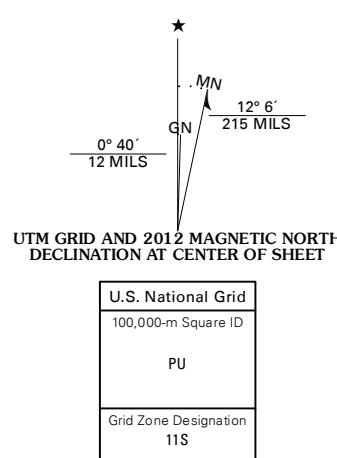 MN
GN
12° 6´
215 MILS
0° 40´
12 MILS
UTM GRID AND 2012 MAGNETIC NORTH
DECLINATION AT CENTER OF SHEET
U.S. National Grid
100,000-m Square ID
PU
Grid Zone Designation
11S